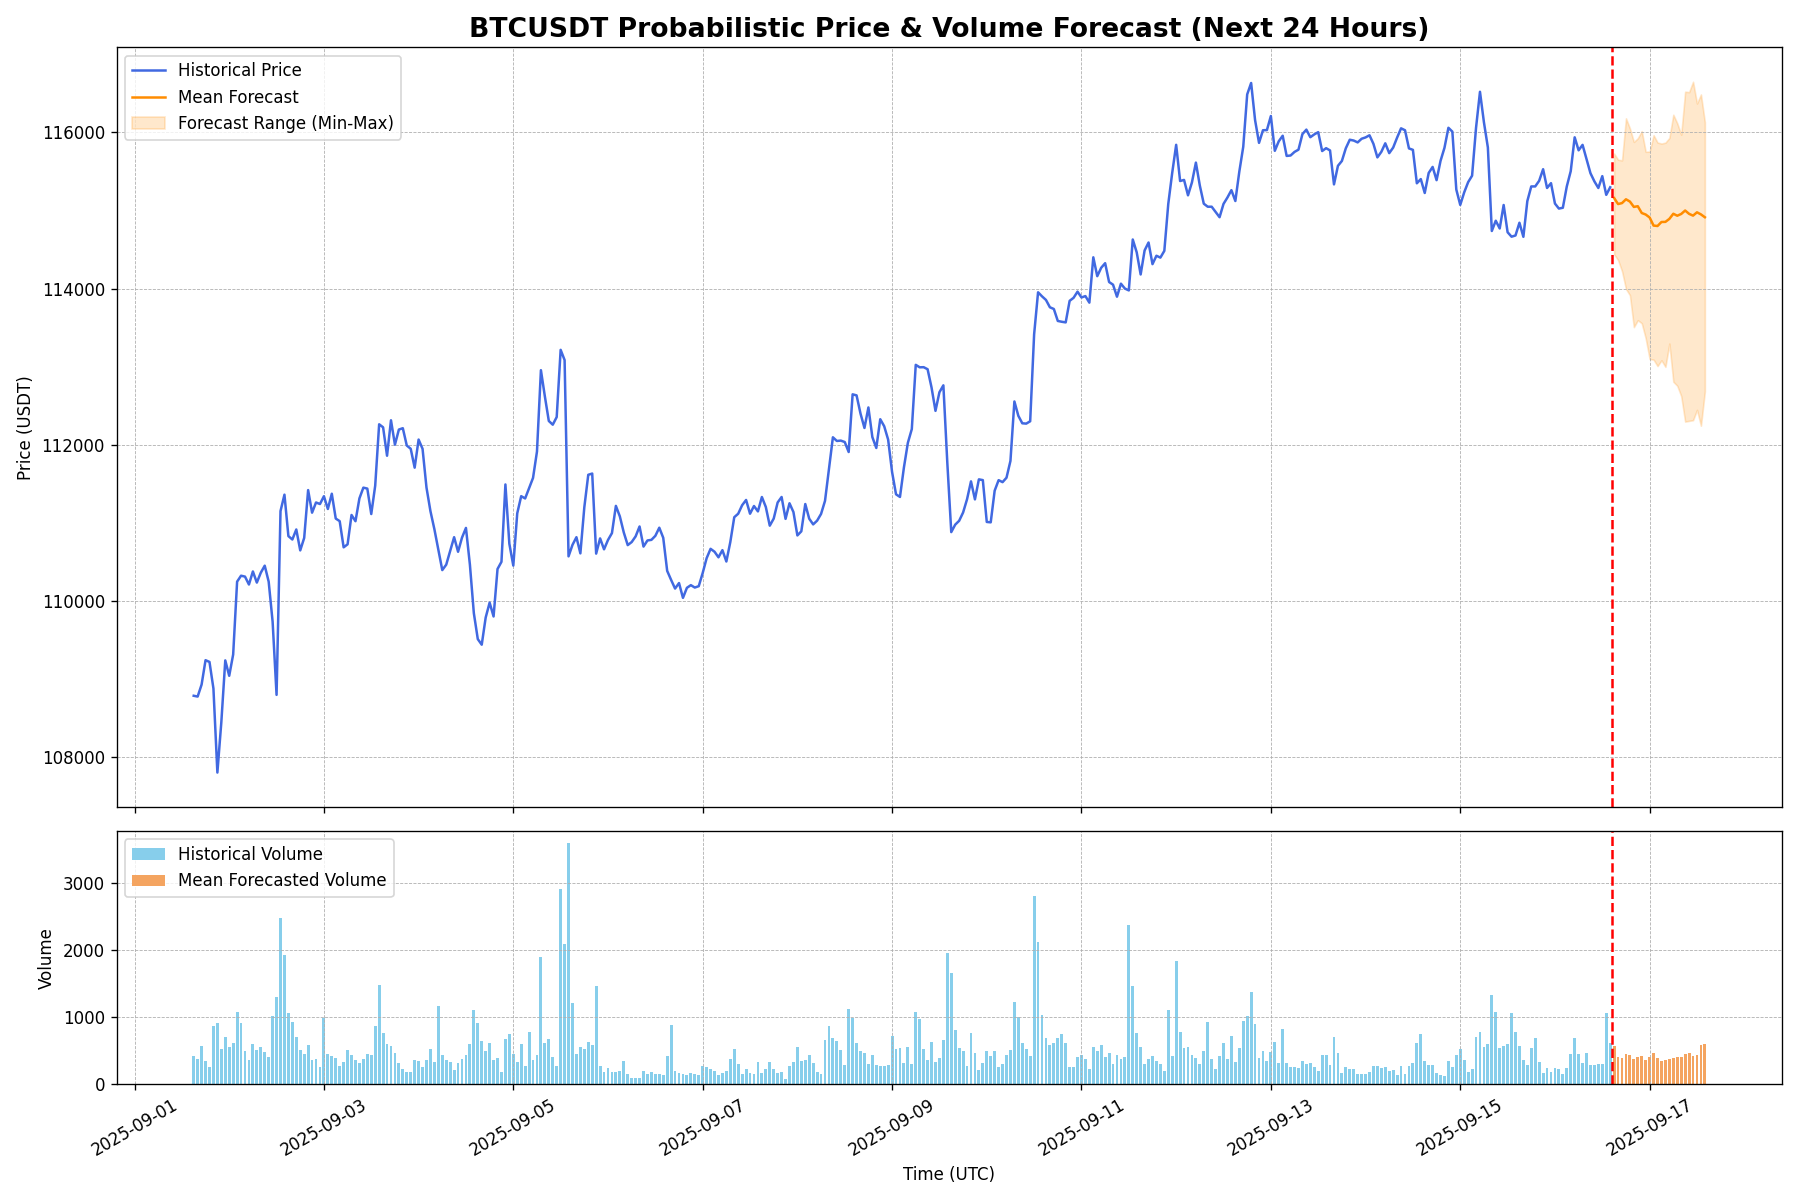 BTCUSDT Probabilistic Price & Volume Forecast (Next 24 Hours)
Historical Price
Mean Forecast
Forecast Range (Min-Max)
Price (USDT)
116000
114000
112000
110000
108000
Historical Volume
Mean Forecasted Volume
Volume
3000
2000
1000
0
2025-09-01
2025-09-03
2025-09-05
2025-09-07
2025-09-09
2025-09-11
2025-09-13
2025-09-15
2025-09-17
Time (UTC)